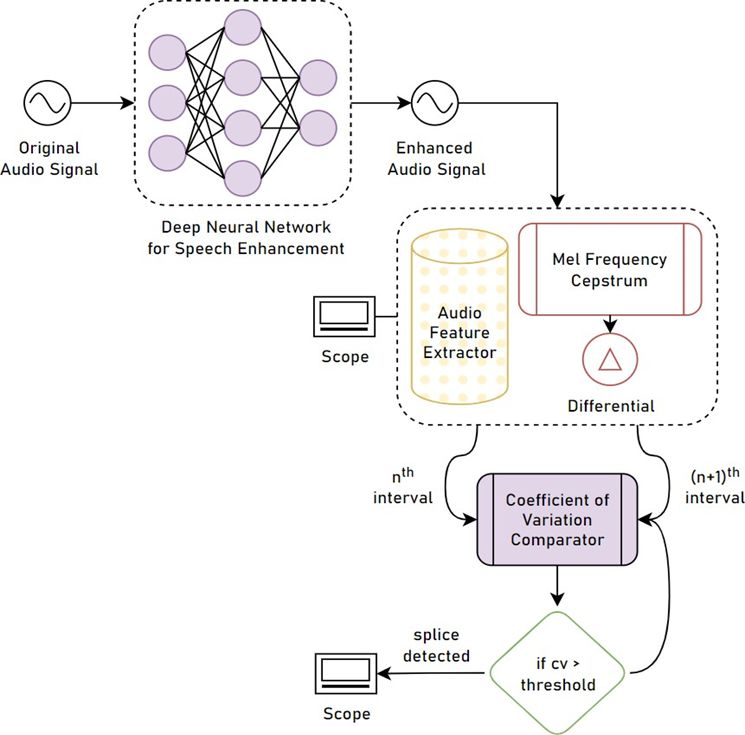 Original
Audio Signal
Deep Neural Network
for Speech Enhancement
Enhanced
Audio Signal
Scope
Audio
Feature
Extractor
Mel Frequency
Cepstrum
Differential
nth
interval
(n+1)th
interval
Coefficient of
Variation
Comparator
if cv >
threshold
splice
detected
Scope